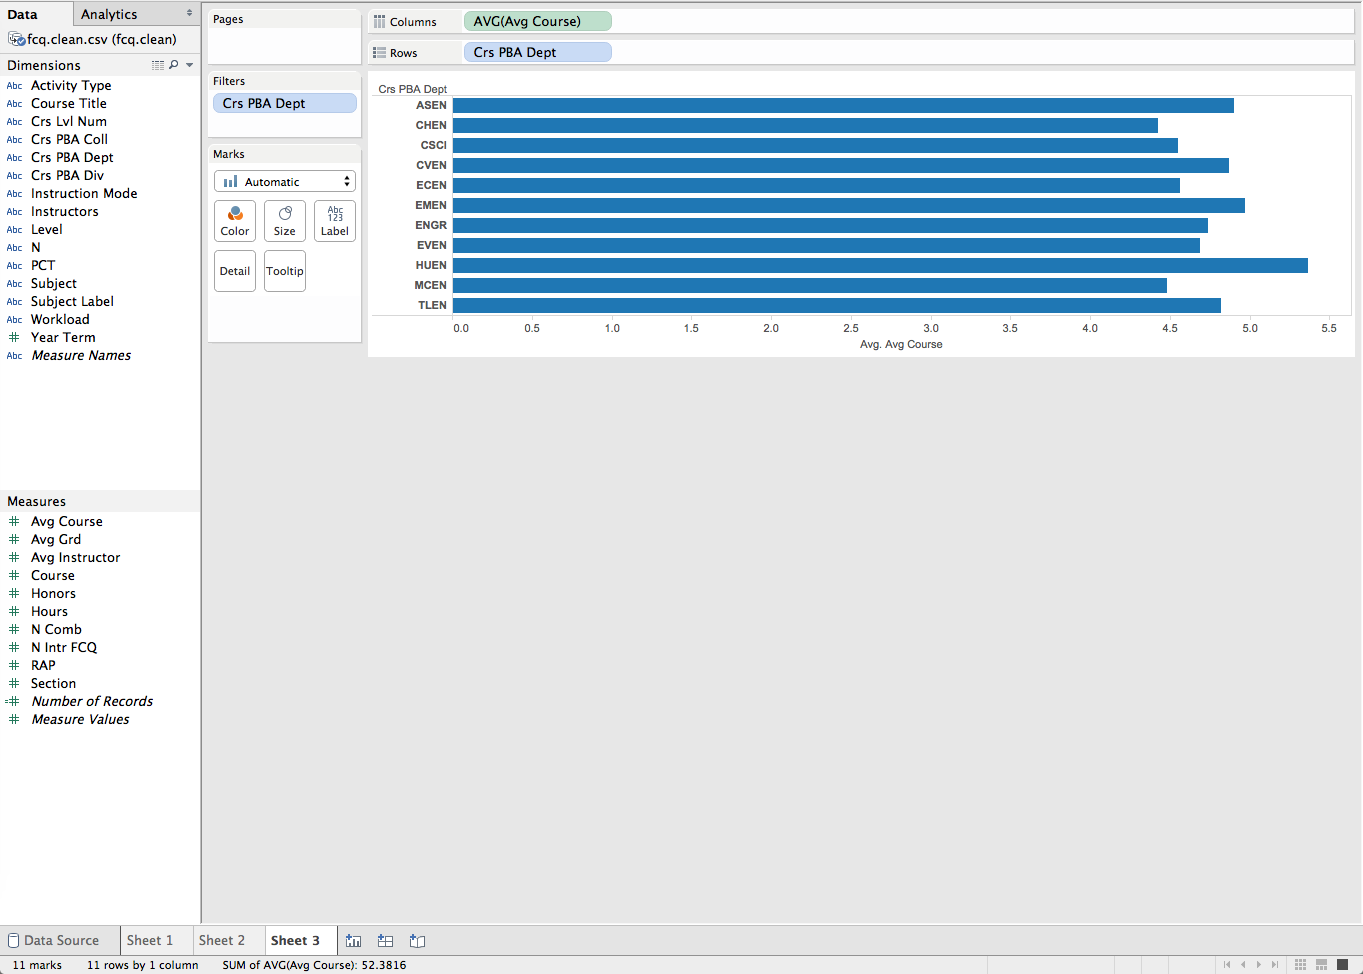 Data
Analytics
fcq.clean.csv (fcq.clean)
Dimensions
Abc Activity Type
Abc Course Title
Abc Crs Lvl Num
Abc Crs PBA Coll
Abc Crs PBA Dept
Abc Crs PBA Div
Abc Instruction Mode
Abc Instructors
Abc Level
Abc N
Abc PCT
Abc Subject
Abc Subject Label
Abc Workload
# Year Term
Abc Measure Names
Measures
# Avg Course
# Avg Grd
# Avg Instructor
# Course
# Honors
# Hours
# N Comb
# N Intr FCQ
# RAP
# Section
=# Number of Records
# Measure Values
Pages
Filters
Crs PBA Dept
Marks
Automatic
Color
Size
Abc
123
Label
Detail
Tooltip
Columns
AVG(Avg Course)
Rows
Crs PBA Dept
Crs PBA Dept
ASEN
CHEN
CSCI
CVEN
ECEN
EMEN
ENGR
EVEN
HUEN
MCEN
TLEN
0.0 0.5 1.0 1.5 2.0 2.5 3.0 3.5 4.0 4.5 5.0 5.5
Avg. Avg Course
Data Source
Sheet 1
Sheet 2
Sheet 3
11 marks
11 rows by 1 column
SUM of AVG(Avg Course): 52.3816